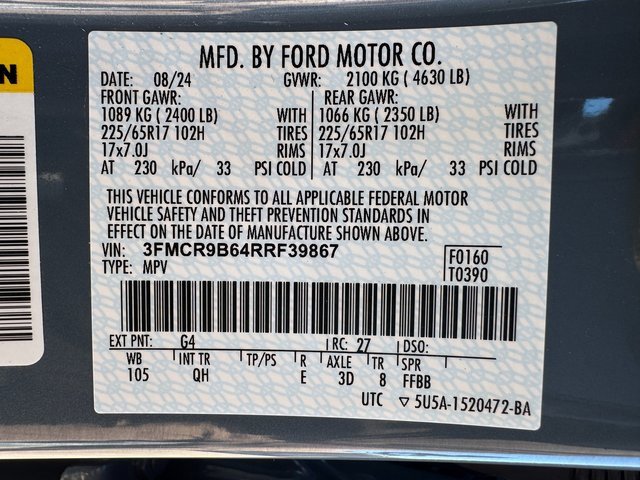 MFD. BY FORD MOTOR CO.
DATE: 08/24 GVWR: 2100 KG ( 4630 LB)
FRONT GAWR: REAR GAWR:
1089 KG ( 2400 LB) WITH 1066 KG ( 2350 LB) WITH
225/65R17 102H TIRES 225/65R17 102H TIRES
17x7.0J RIMS 17x7.0J RIMS
AT 230 kPa/ 33 PSI COLD AT 230 kPa/ 33 PSI COLD
THIS VEHICLE CONFORMS TO ALL APPLICABLE FEDERAL MOTOR
VEHICLE SAFETY AND THEFT PREVENTION STANDARDS IN
EFFECT ON THE DATE OF MANUFACTURE SHOWN ABOVE.
VIN: 3FMCR9B64RRF39867 F0160
TYPE: MPV T0390
EXT PNT: G4 RC: 27 DSO:
WB INT TR TP/PS R AXLE TR SPR
105 QH E 3D 8 FFBB
UTC ▽ 5U5A-1520472-BA